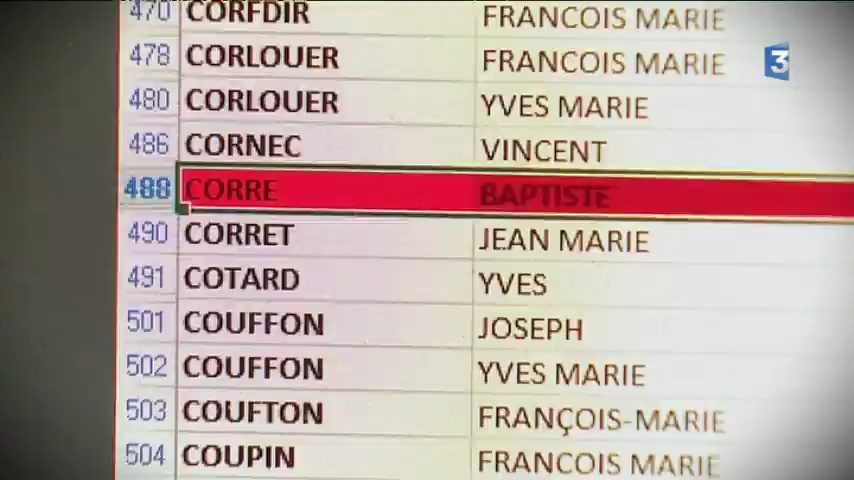 470 CORFDIR FRANCOIS MARIE
478 CORLOUER FRANCOIS MARIE
3
480 CORLOUER YVES MARIE
486 CORNEC VINCENT
488 CORRE BAPTISTE
490 CORRET JEAN MARIE
491 COTARD YVES
501 COUFFON JOSEPH
502 COUFFON YVES MARIE
503 COUFTON FRANÇOIS-MARIE
504 COUPIN FRANCOIS MARIE